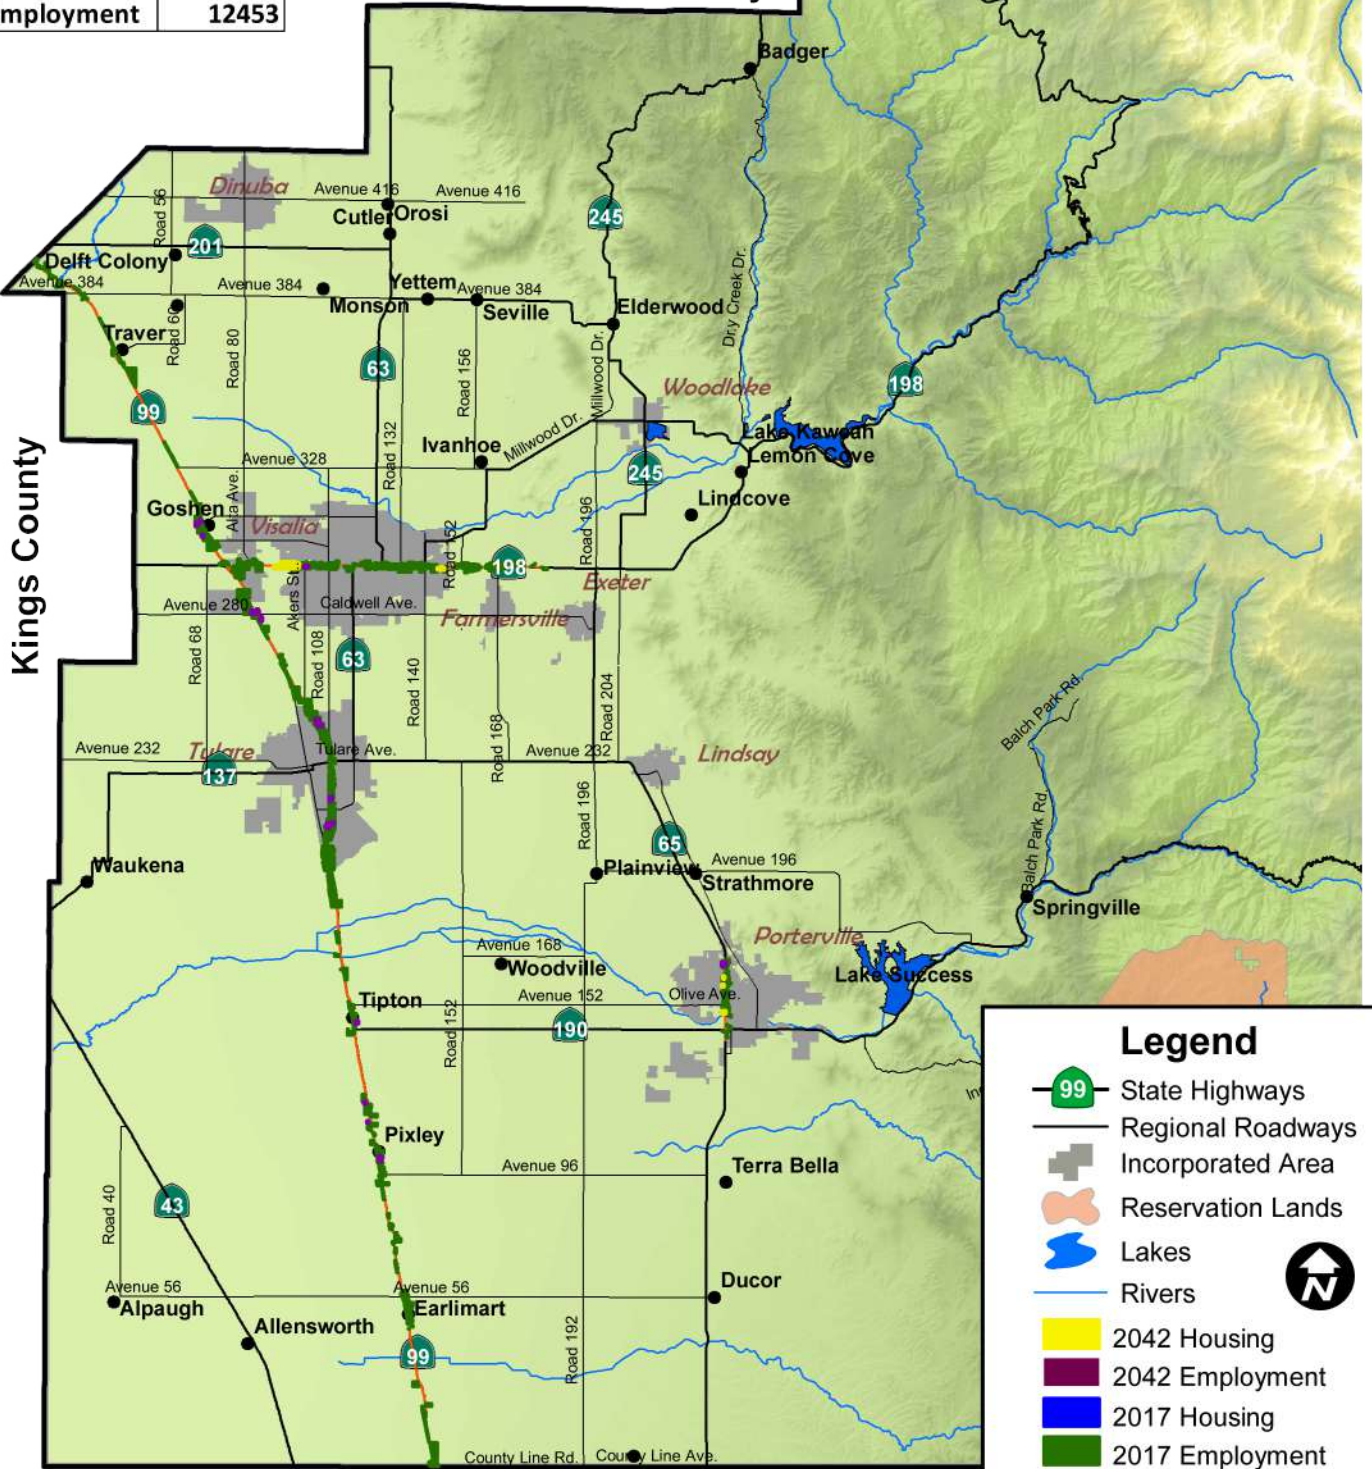 mployment 12453
Badger
Dinuba
Avenue 416
Avenue 416
Road 56
Cutler
Orosi
245
201
Delft Colony
Avenue 384
Avenue 384
Yettem
Avenue 384
Monson
Seville
Elderwood
Dry Creek Dr.
Traver
Road 60
Road 80
63
Road 156
Millwood Dr.
Woodlake
198
99
Road 132
Ivanhoe
Millwood Dr.
Lake Kaweah
Lemon Cove
Kings County
Avenue 328
245
Lindcove
Goshen
Alta Ave.
Visalia
Road 152
Road 196
198
Exeter
Akers St.
Caldwell Ave.
Avenue 280
Farmersville
Road 68
Road 108
63
Road 140
Road 204
Road 168
Balch Park Rd.
Avenue 232
Tulare
Tulare Ave.
Avenue 232
Lindsay
137
Road 196
65
Balch Park Rd.
Waukena
Plainview
Avenue 196
Strathmore
Springville
Porterville
Avenue 168
Woodville
Lake Success
Tipton
Avenue 152
Olive Ave.
Road 152
190
Pixley
Avenue 96
Terra Bella
Road 40
43
Avenue 56
Avenue 56
Ducor
Alpaugh
Earlimart
Allensworth
99
Road 192
County Line Rd.
County Line Ave.
Legend
99 State Highways
Regional Roadways
Incorporated Area
Reservation Lands
Lakes
N
Rivers
2042 Housing
2042 Employment
2017 Housing
2017 Employment